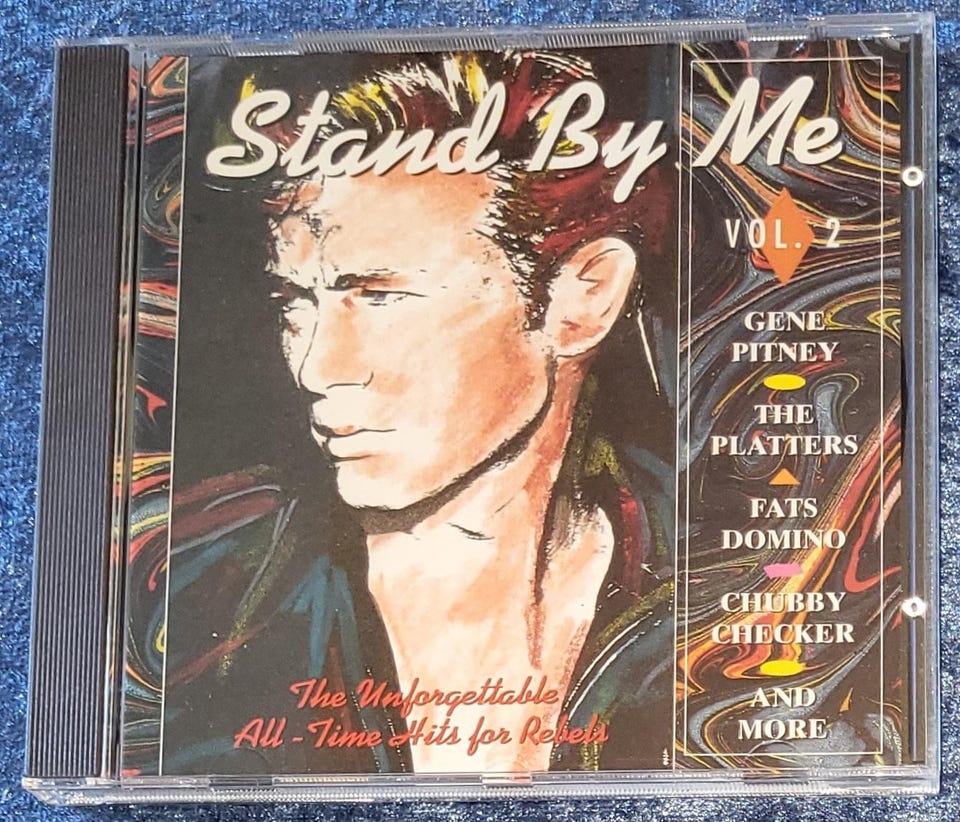 Stand By Me
VOL. 2
GENE
PITNEY
THE
PLATTERS
FATS
DOMINO
CHUBBY
CHECKER
AND
MORE
The Unforgettable
All-Time Hits for Rebels